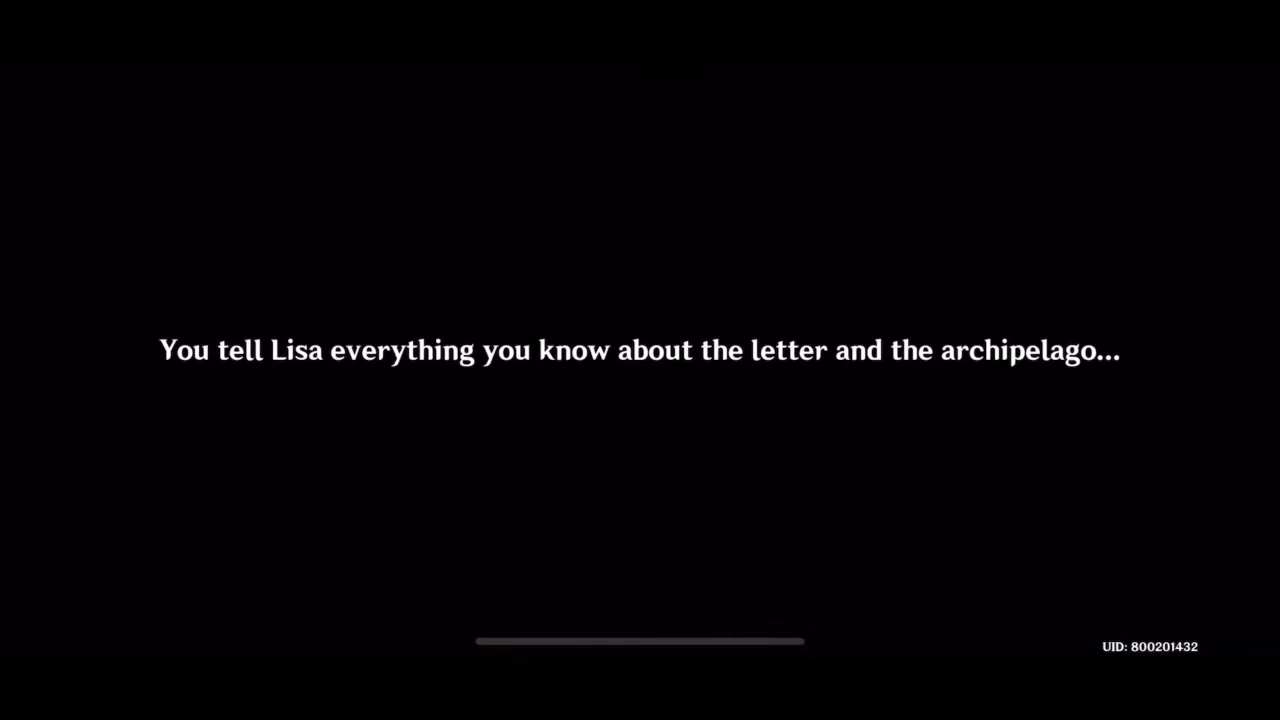 You tell Lisa everything you know about the letter and the archipelago...
UID: 800201432